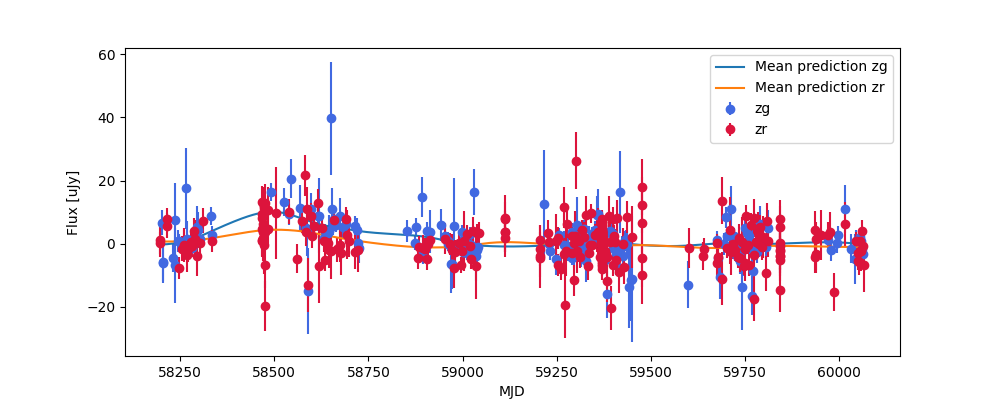 60
40
20
0
−20
Flux [uJy]
58250
58500
58750
59000
59250
59500
59750
60000
MJD
Mean prediction zg
Mean prediction zr
zg
zr